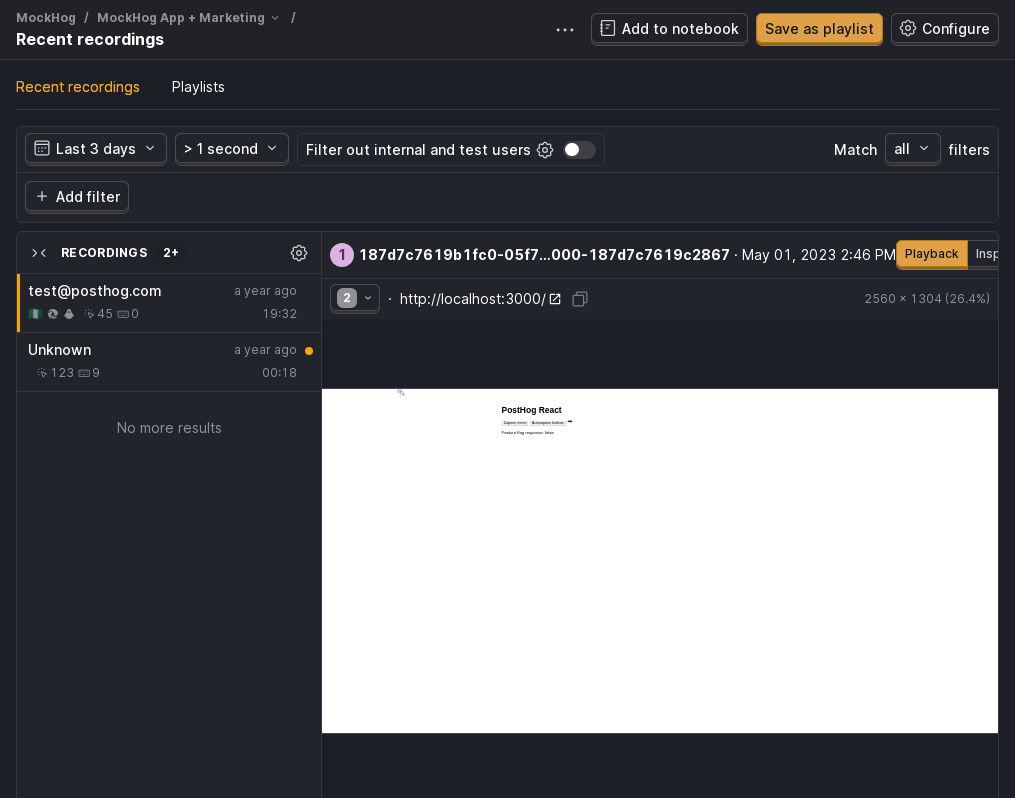 MockHog / MockHog App + Marketing /
Recent recordings
Add to notebook
Save as playlist
Configure
Recent recordings
Playlists
Last 3 days
> 1 second
Filter out internal and test users
Match all filters
Add filter
RECORDINGS 2+
test@posthog.com a year ago
45 0 19:32
Unknown a year ago
123 9 00:18
No more results
1 187d7c7619b1fc0-05f7...000-187d7c7619c2867 · May 01, 2023 2:46 PM
Playback
Insp
2 · http://localhost:3000/
2560 × 1304 (26.4%)
PostHog React
Capture event Autocapture buttons
Feature flag response: false